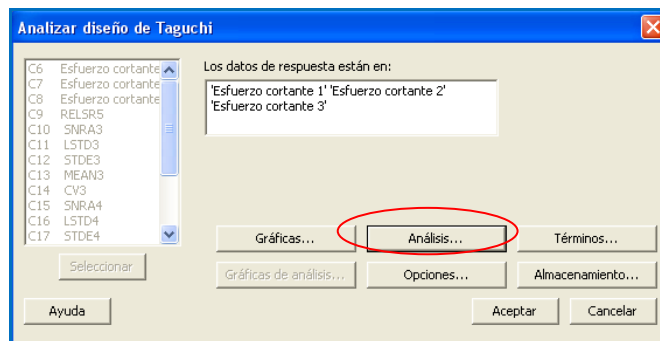 Analizar diseño de Taguchi
Los datos de respuesta están en:
C6 Esfuerzo cortante
C7 Esfuerzo cortante
C8 Esfuerzo cortante
C9 RELSR5
C10 SNRA3
C11 LSTD3
C12 STDE3
C13 MEAN3
C14 CV3
C15 SNRA4
C16 LSTD4
C17 STDE4
'Esfuerzo cortante 1' 'Esfuerzo cortante 2'
'Esfuerzo cortante 3'
Gráficas... Análisis... Términos...
Seleccionar Gráficas de análisis... Opciones... Almacenamiento...
Ayuda Aceptar Cancelar